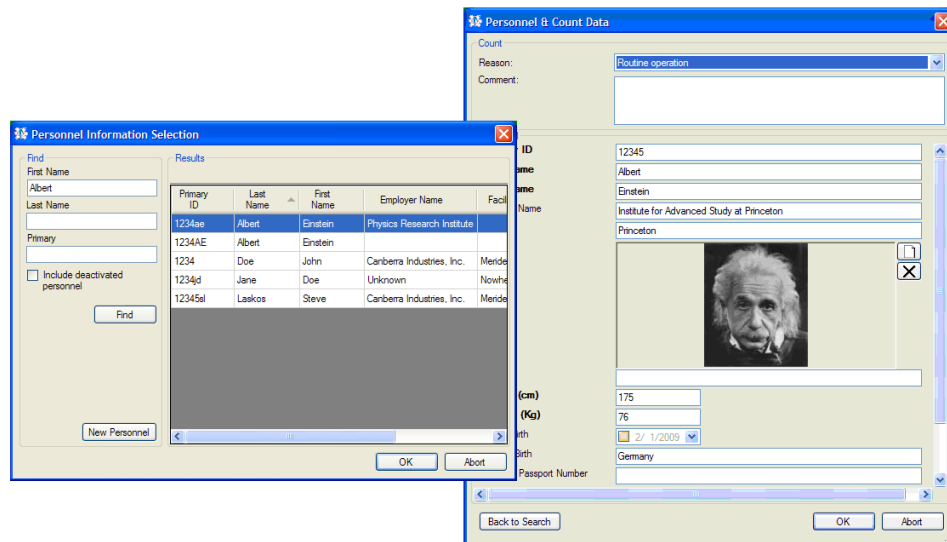 Personnel & Count Data
Count
Reason:
Routine operation
Comment:
ID
12345
ame
Albert
ame
Einstein
Name
Institute for Advanced Study at Princeton
Princeton
(cm)
175
(Kg)
76
irth
2/ 1/2009
Birth
Germany
Passport Number
Back to Search
OK
Abort
Personnel Information Selection
Find
First Name
Albert
Last Name
Primary
Include deactivated
personnel
Find
New Personnel
Results
Primary ID Last Name First Name Employer Name Facil
1234ae Albert Einstein Physics Research Institute
1234AE Albert Einstein
1234 Doe John Canberra Industries, Inc. Meride
1234jd Jane Doe Unknown Nowhe
12345sl Laskos Steve Canberra Industries, Inc. Meride
OK
Abort